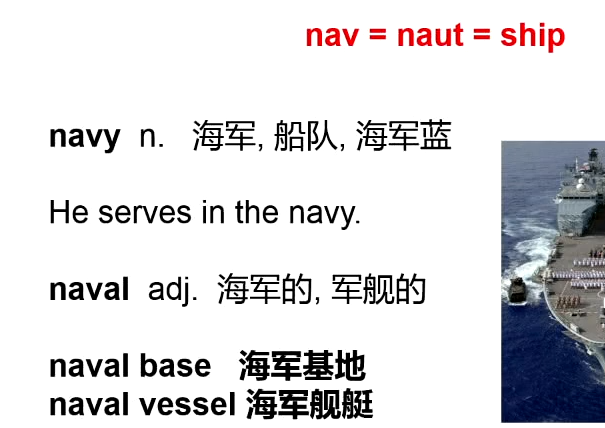 nav = naut = ship
navy n. 海军, 船队, 海军蓝
He serves in the navy.
naval adj. 海军的, 军舰的
naval base 海军基地
naval vessel 海军舰艇